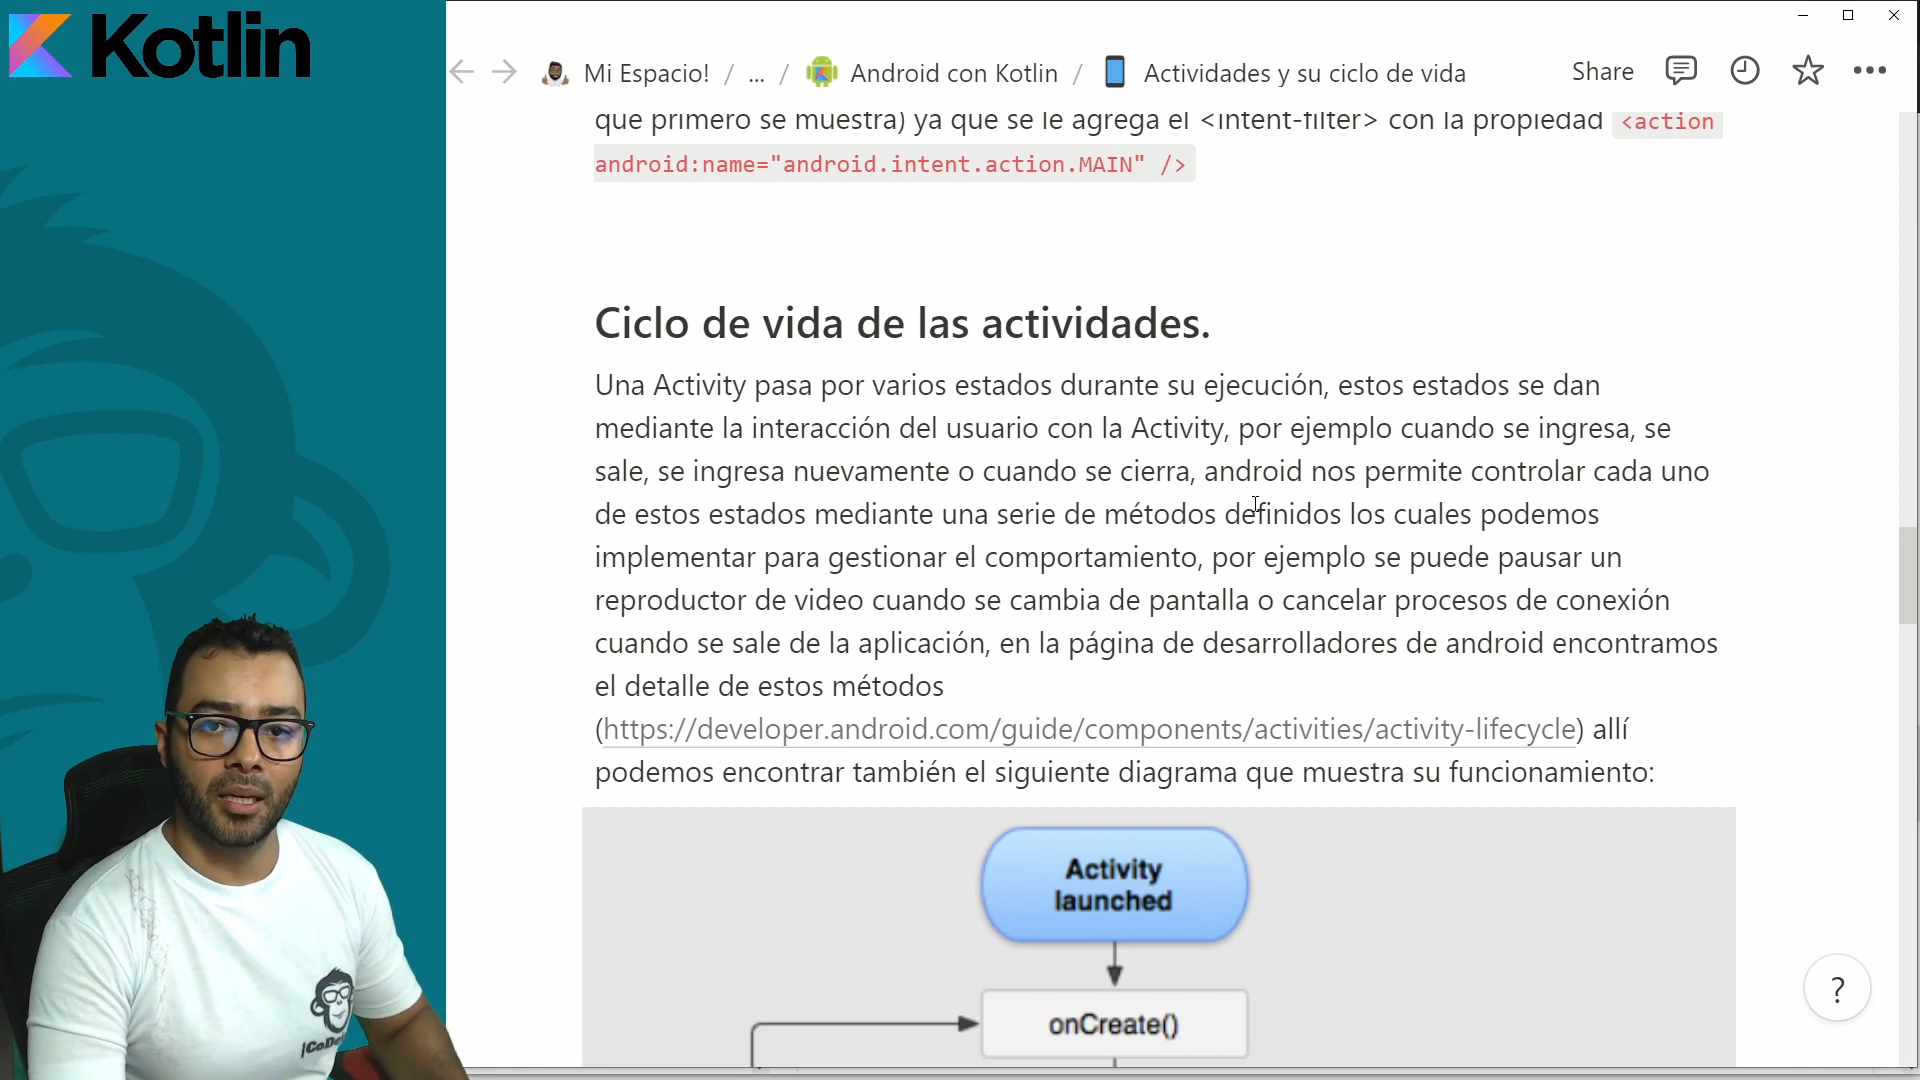 Kotlin
Mi Espacio! / ... / Android con Kotlin / Actividades y su ciclo de vida
Share
que primero se muestra) ya que se le agrega el <intent-filter> con la propiedad <action
android:name="android.intent.action.MAIN" />
Ciclo de vida de las actividades.
Una Activity pasa por varios estados durante su ejecución, estos estados se dan
mediante la interacción del usuario con la Activity, por ejemplo cuando se ingresa, se
sale, se ingresa nuevamente o cuando se cierra, android nos permite controlar cada uno
de estos estados mediante una serie de métodos definidos los cuales podemos
implementar para gestionar el comportamiento, por ejemplo se puede pausar un
reproductor de video cuando se cambia de pantalla o cancelar procesos de conexión
cuando se sale de la aplicación, en la página de desarrolladores de android encontramos
el detalle de estos métodos
(https://developer.android.com/guide/components/activities/activity-lifecycle) allí
podemos encontrar también el siguiente diagrama que muestra su funcionamiento:
Activity
launched
onCreate()
?